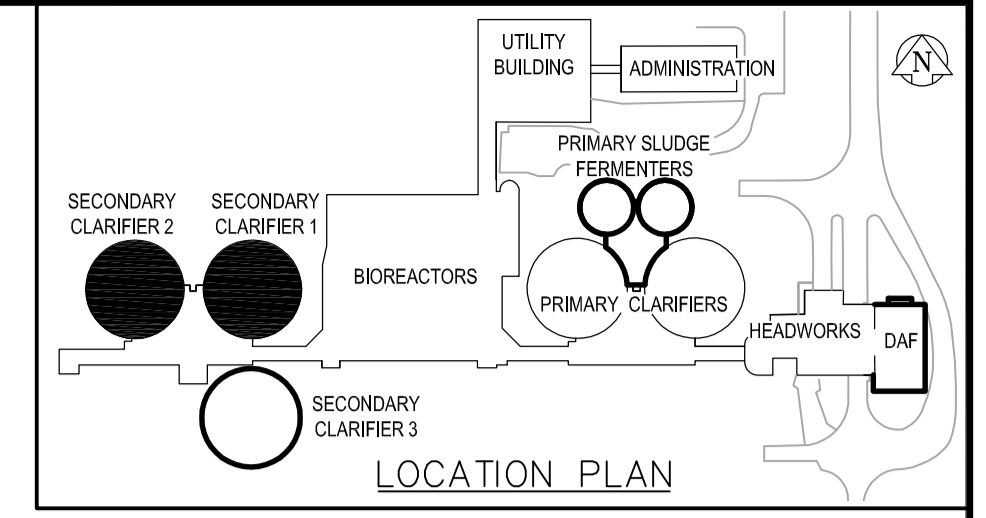 UTILITY
BUILDING
ADMINISTRATION
N
PRIMARY SLUDGE
FERMENTERS
SECONDARY
CLARIFIER 2
SECONDARY
CLARIFIER 1
BIOREACTORS
PRIMARY CLARIFIERS
HEADWORKS
DAF
SECONDARY
CLARIFIER 3
LOCATION PLAN